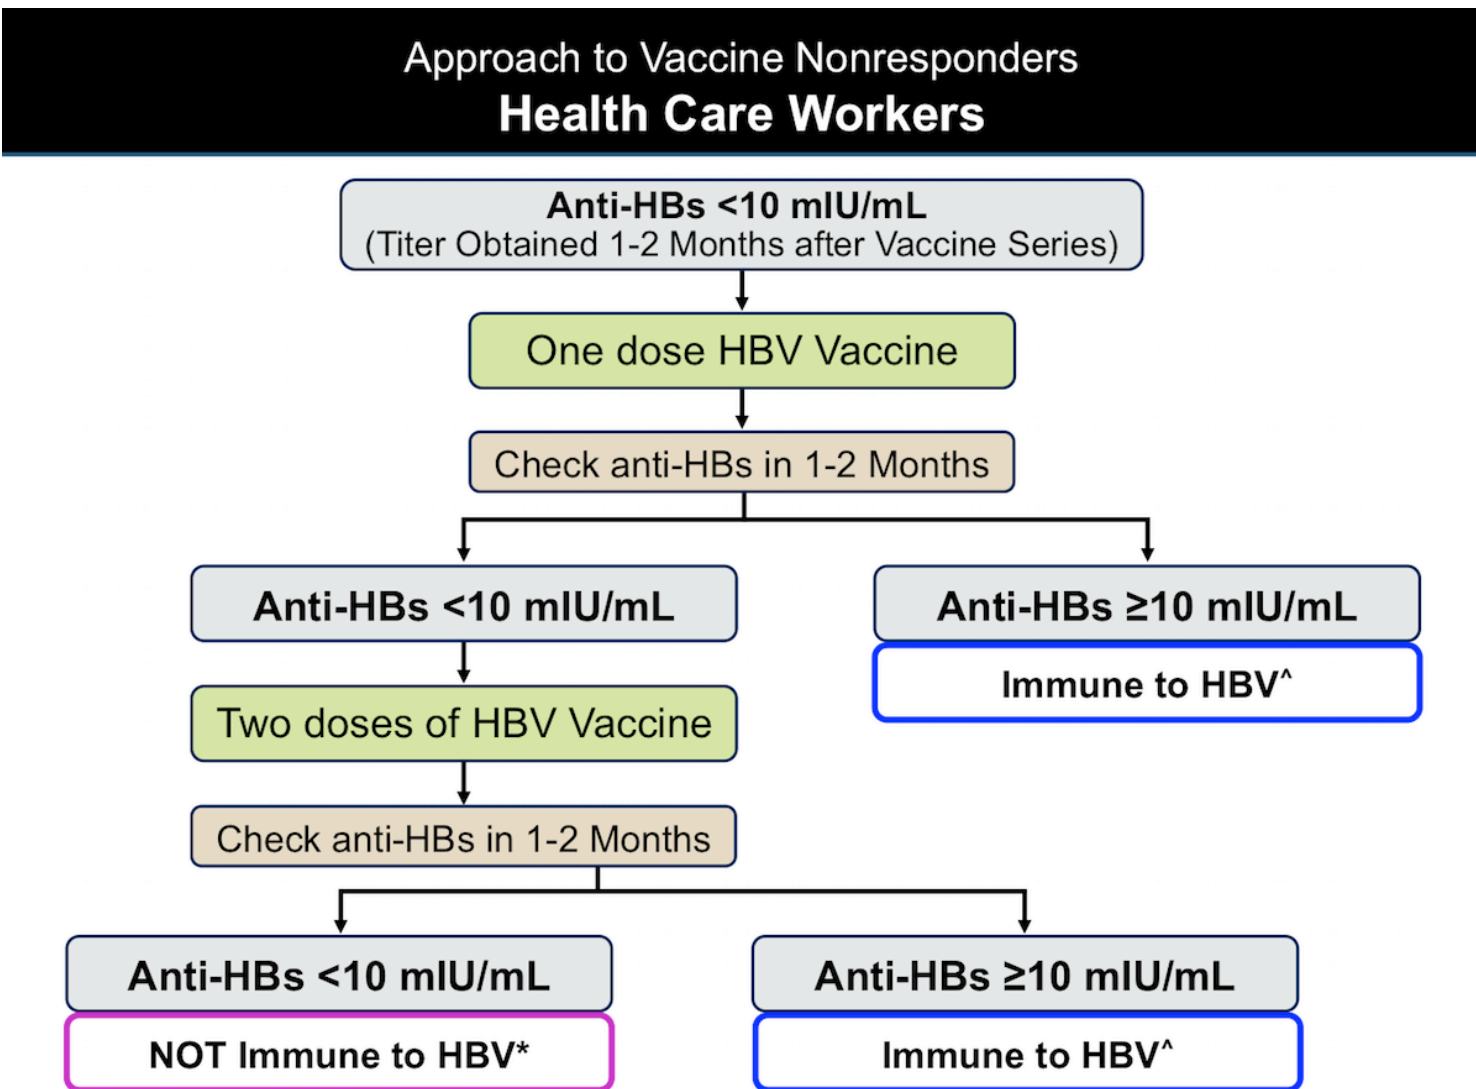 Approach to Vaccine Nonresponders
Health Care Workers
Anti-HBs <10 mIU/mL
(Titer Obtained 1-2 Months after Vaccine Series)
One dose HBV Vaccine
Check anti-HBs in 1-2 Months
Anti-HBs <10 mIU/mL
Anti-HBs ≥10 mIU/mL
Immune to HBV^
Two doses of HBV Vaccine
Check anti-HBs in 1-2 Months
Anti-HBs <10 mIU/mL
Anti-HBs ≥10 mIU/mL
NOT Immune to HBV*
Immune to HBV^